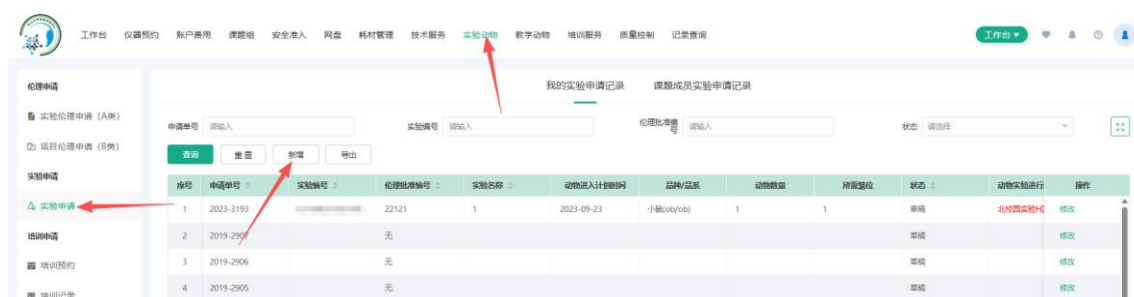 工作台 仪器预约 账户费用 课题组 安全准入 网盘 耗材管理 技术服务 实验动物 教学动物 培训服务 质量控制 记录查询 工作台
伦理申请
我的实验申请记录 课题成员实验申请记录
实验伦理申请（A类）
申请单号 请输入 实验编号 请输入 伦理批准编号 请输入 状态 请选择
项目伦理申请（B类）
查询 重置 新增 导出
实验申请
序号 申请单号 实验编号 伦理批准编号 实验名称 动物进入计划时间 品种/品系 动物数量 所需笼位 状态 动物实验进行 操作
实验申请
1 2023-3193 22121 1 2023-09-23 小鼠(ob/ob) 1 1 草稿 北校园实验 修改
培训申请
2 2019-2907 无 草稿 修改
培训预约
3 2019-2906 无 草稿 修改
培训记录
4 2019-2905 无 草稿 修改